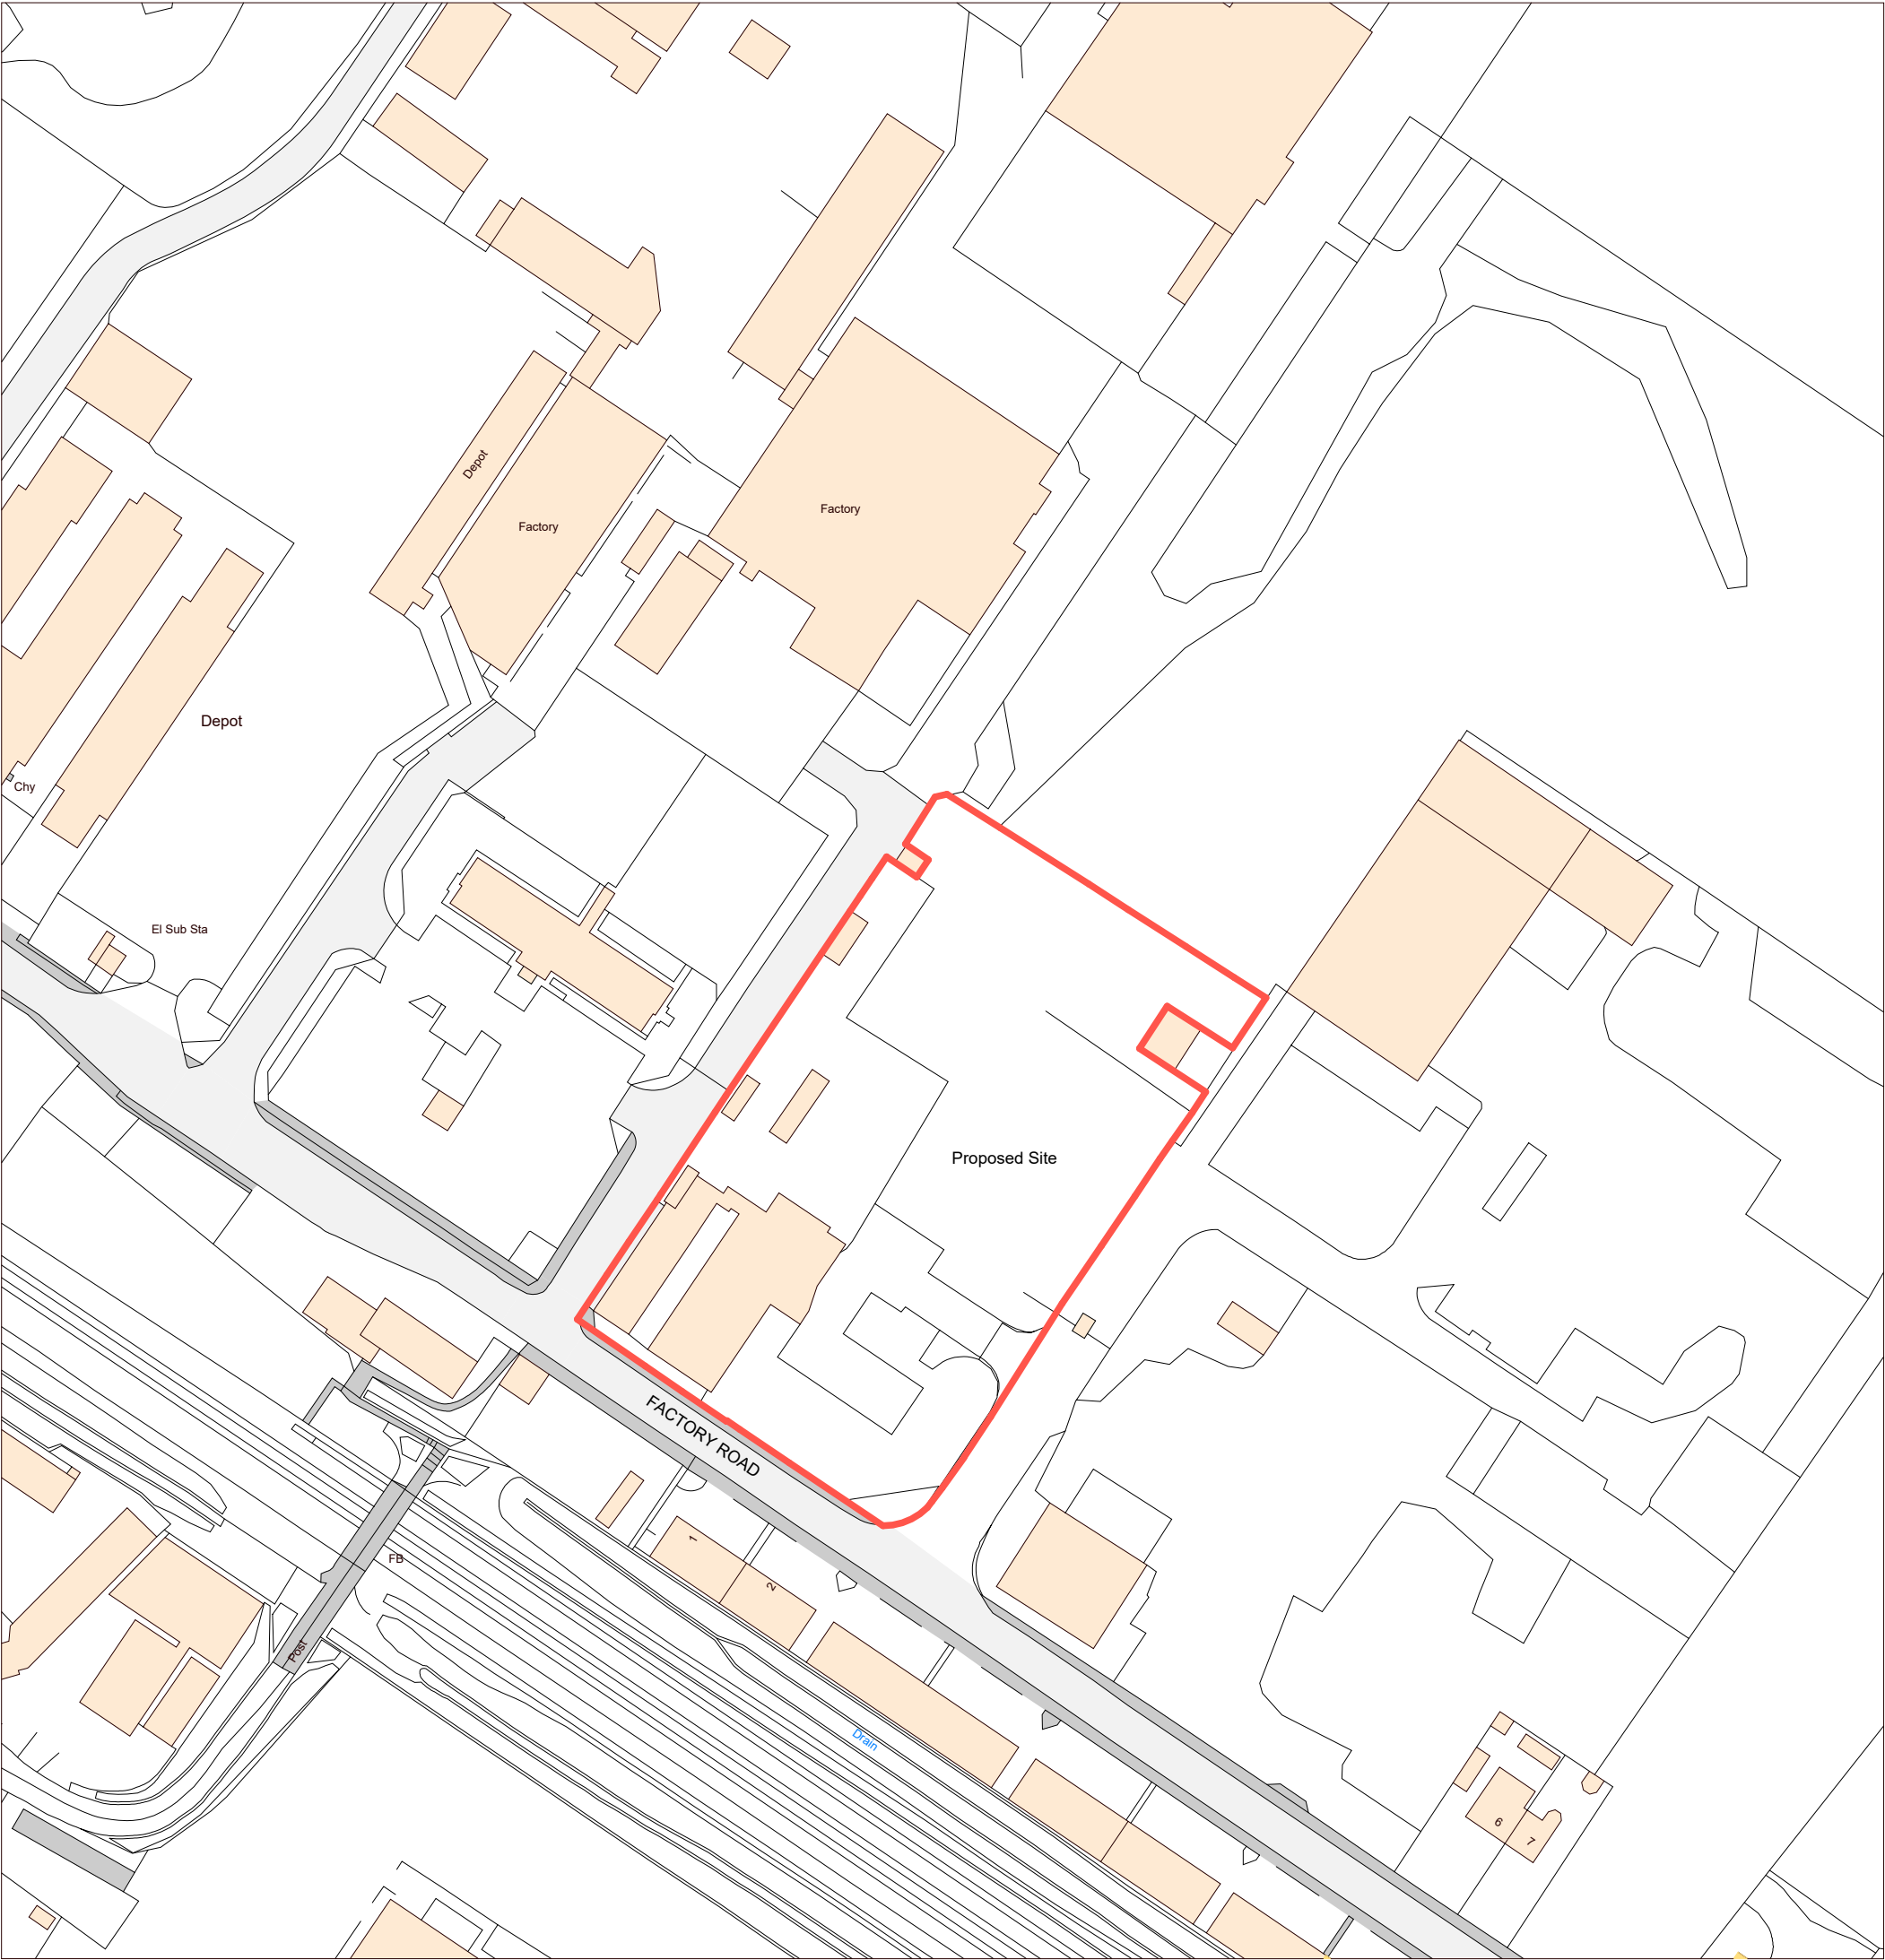 Depot
Factory
Factory
Depot
Chy
El Sub Sta
Proposed Site
FACTORY ROAD
1
2
FB
Post
Drain
6
7